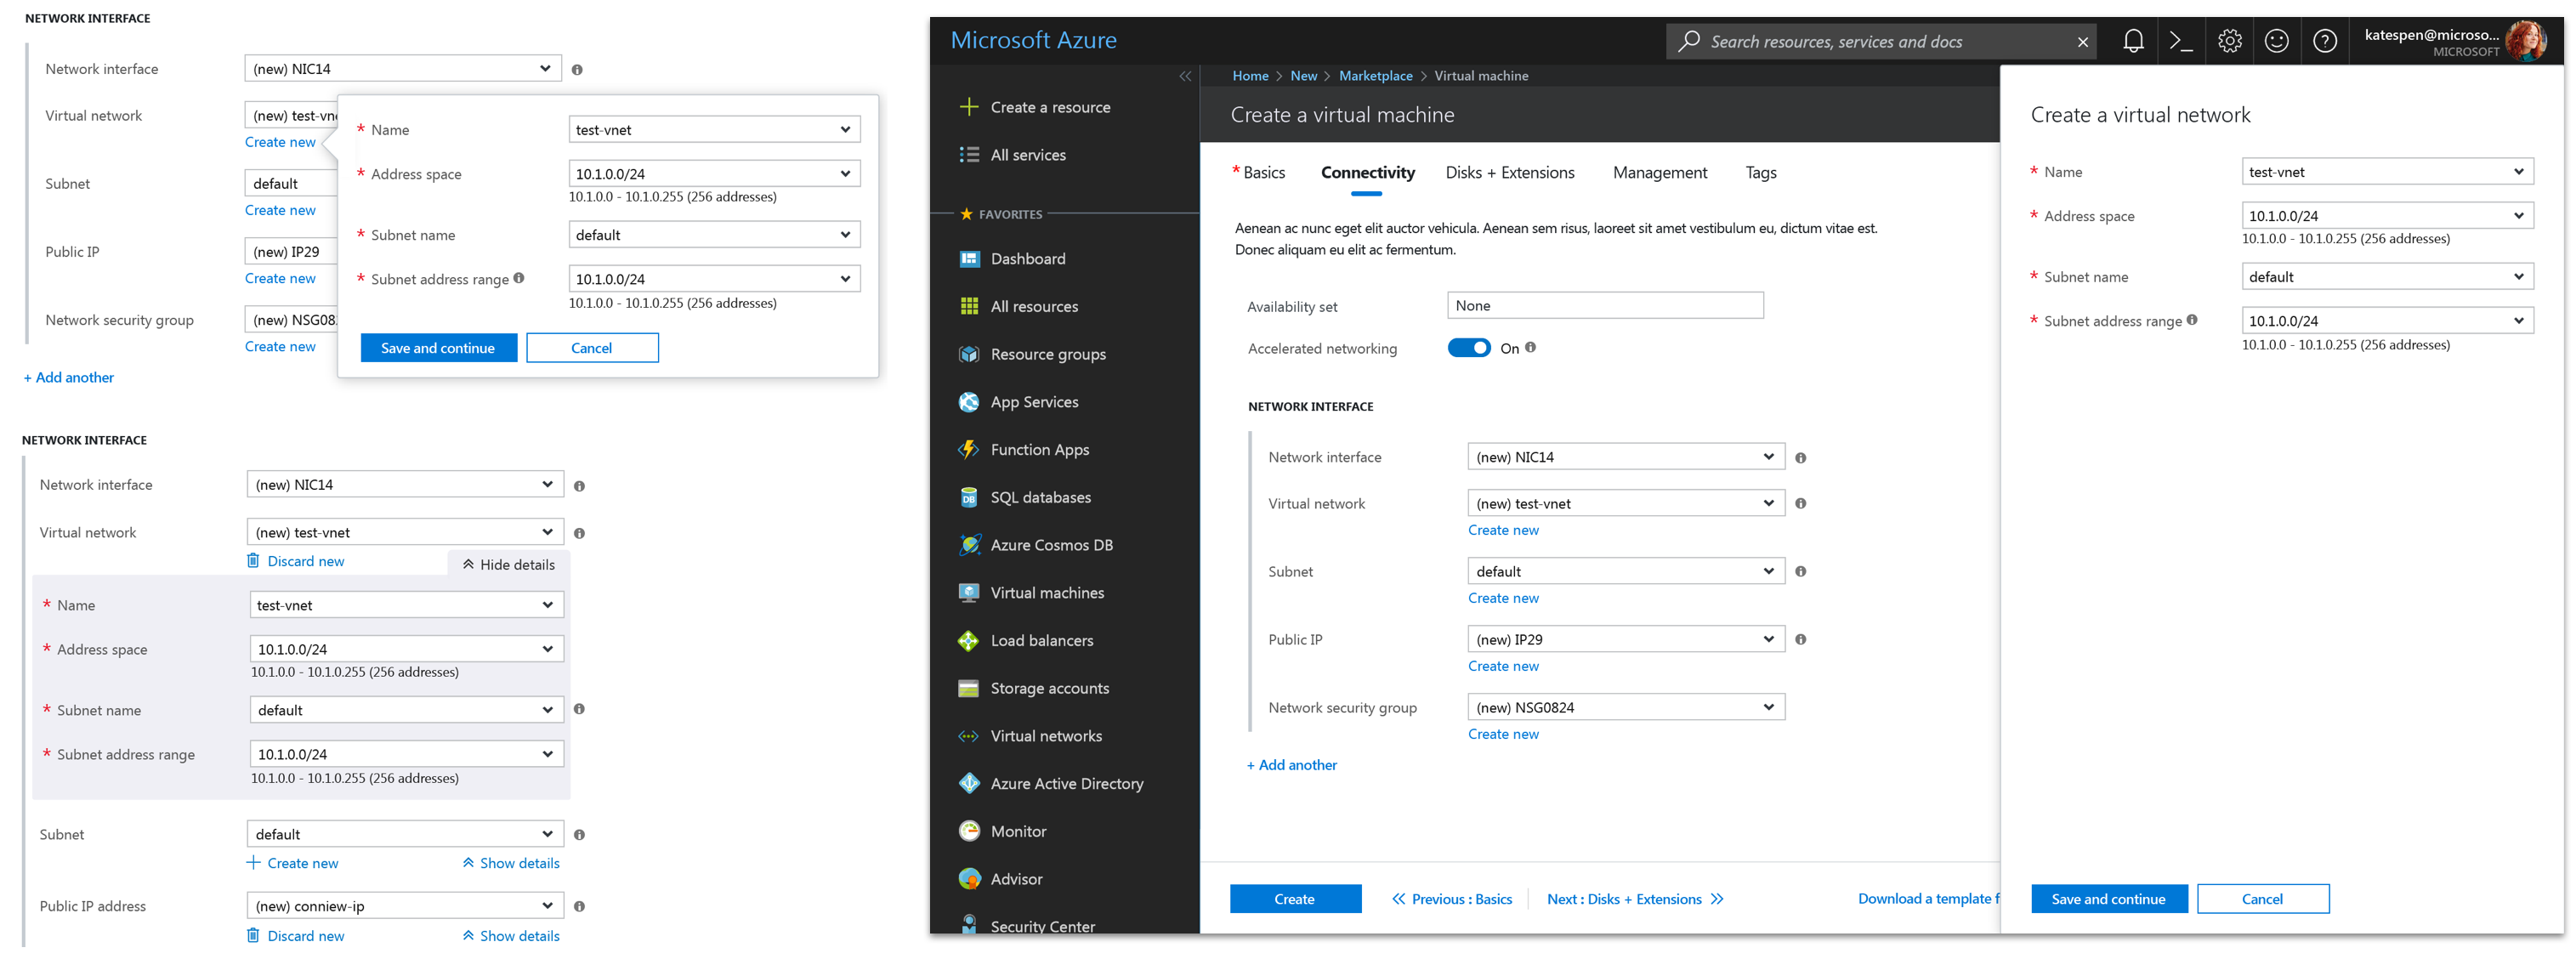 NETWORK INTERFACE
Network interface
(new) NIC14
Virtual network
(new) test-vn
Create new
Subnet
default
Create new
Public IP
(new) IP29
Create new
Network security group
(new) NSG08
Create new
+ Add another
* Name
test-vnet
* Address space
10.1.0.0/24
10.1.0.0 - 10.1.0.255 (256 addresses)
* Subnet name
default
* Subnet address range
10.1.0.0/24
10.1.0.0 - 10.1.0.255 (256 addresses)
Save and continue
Cancel
NETWORK INTERFACE
Network interface
(new) NIC14
Virtual network
(new) test-vnet
Discard new
Hide details
* Name
test-vnet
* Address space
10.1.0.0/24
10.1.0.0 - 10.1.0.255 (256 addresses)
* Subnet name
default
* Subnet address range
10.1.0.0/24
10.1.0.0 - 10.1.0.255 (256 addresses)
Subnet
default
Create new
Show details
Public IP address
(new) conniew-ip
Discard new
Show details
Microsoft Azure
Search resources, services and docs
katespen@microso...
MICROSOFT
Create a resource
All services
FAVORITES
Dashboard
All resources
Resource groups
App Services
Function Apps
SQL databases
Azure Cosmos DB
Virtual machines
Load balancers
Storage accounts
Virtual networks
Azure Active Directory
Monitor
Advisor
Security Center
Home > New > Marketplace > Virtual machine
Create a virtual machine
* Basics
Connectivity
Disks + Extensions
Management
Tags
Aenean ac nunc eget elit auctor vehicula. Aenean sem risus, laoreet sit amet vestibulum eu, dictum vitae est.
Donec aliquam eu elit ac fermentum.
Availability set
None
Accelerated networking
On
NETWORK INTERFACE
Network interface
(new) NIC14
Virtual network
(new) test-vnet
Create new
Subnet
default
Create new
Public IP
(new) IP29
Create new
Network security group
(new) NSG0824
Create new
+ Add another
Create
Previous : Basics
Next : Disks + Extensions
Download a template f
Create a virtual network
* Name
test-vnet
* Address space
10.1.0.0/24
10.1.0.0 - 10.1.0.255 (256 addresses)
* Subnet name
default
* Subnet address range
10.1.0.0/24
10.1.0.0 - 10.1.0.255 (256 addresses)
Save and continue
Cancel